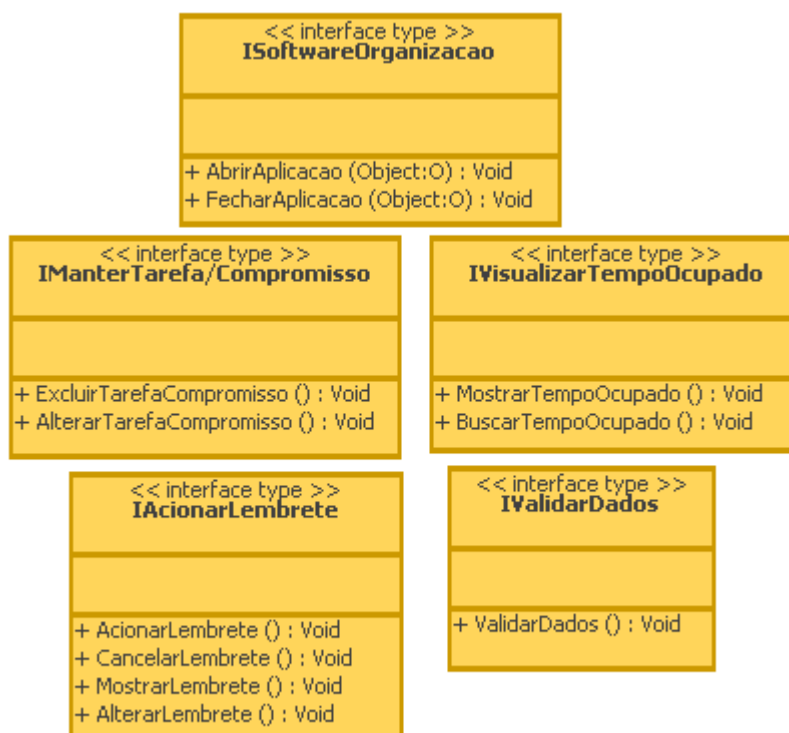 << interface type >>
ISoftwareOrganizacao
+ AbrirAplicacao (Object:O) : Void
+ FecharAplicacao (Object:O) : Void
<< interface type >>
IManterTarefa/Compromisso
+ ExcluirTarefaCompromisso () : Void
+ AlterarTarefaCompromisso () : Void
<< interface type >>
IVisualizarTempoOcupado
+ MostrarTempoOcupado () : Void
+ BuscarTempoOcupado () : Void
<< interface type >>
IAcionarLembrete
+ AcionarLembrete () : Void
+ CancelarLembrete () : Void
+ MostrarLembrete () : Void
+ AlterarLembrete () : Void
<< interface type >>
IValidarDados
+ ValidarDados () : Void